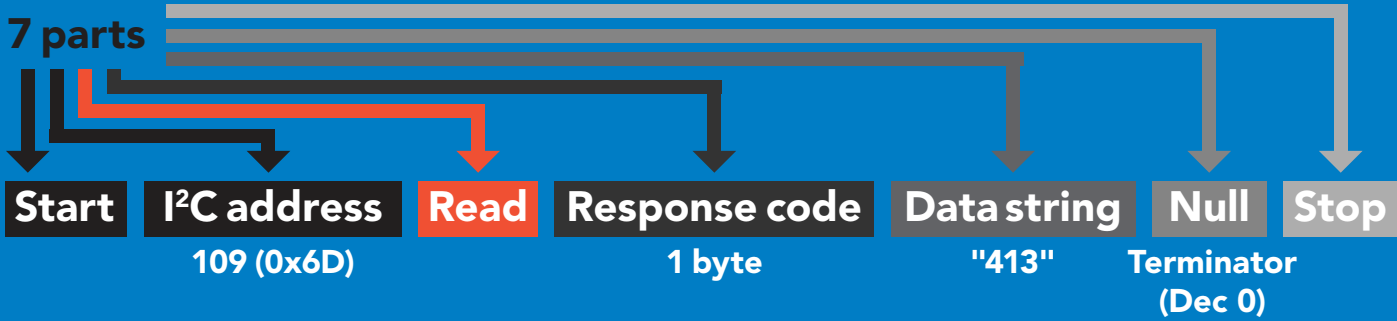 7 parts
Start I²C address Read Response code Data string Null Stop
109 (0x6D) 1 byte "413" Terminator
(Dec 0)